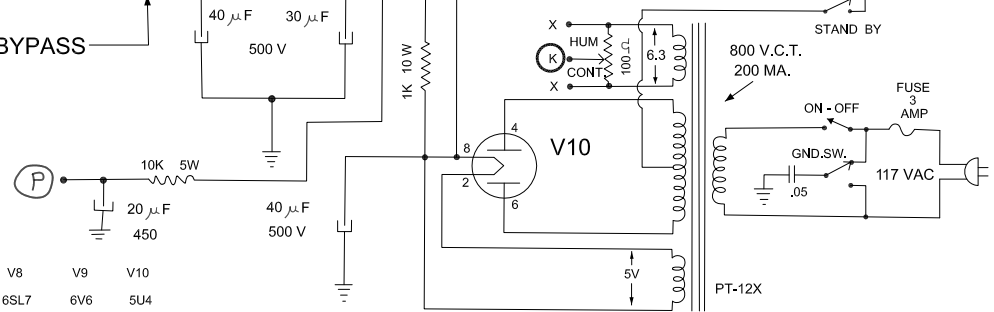 40 µF
30 µF
500 V
BYPASS
1K 10 W
X
HUM
K
CONT.
X
100 Ω
6.3
STAND BY
800 V.C.T.
200 MA.
FUSE
3
AMP
ON - OFF
GND.SW.
.05
117 VAC
4
8
2
6
V10
P
10K 5W
20 µF
450
40 µF
500 V
5V
PT-12X
V8 V9 V10
6SL7 6V6 5U4